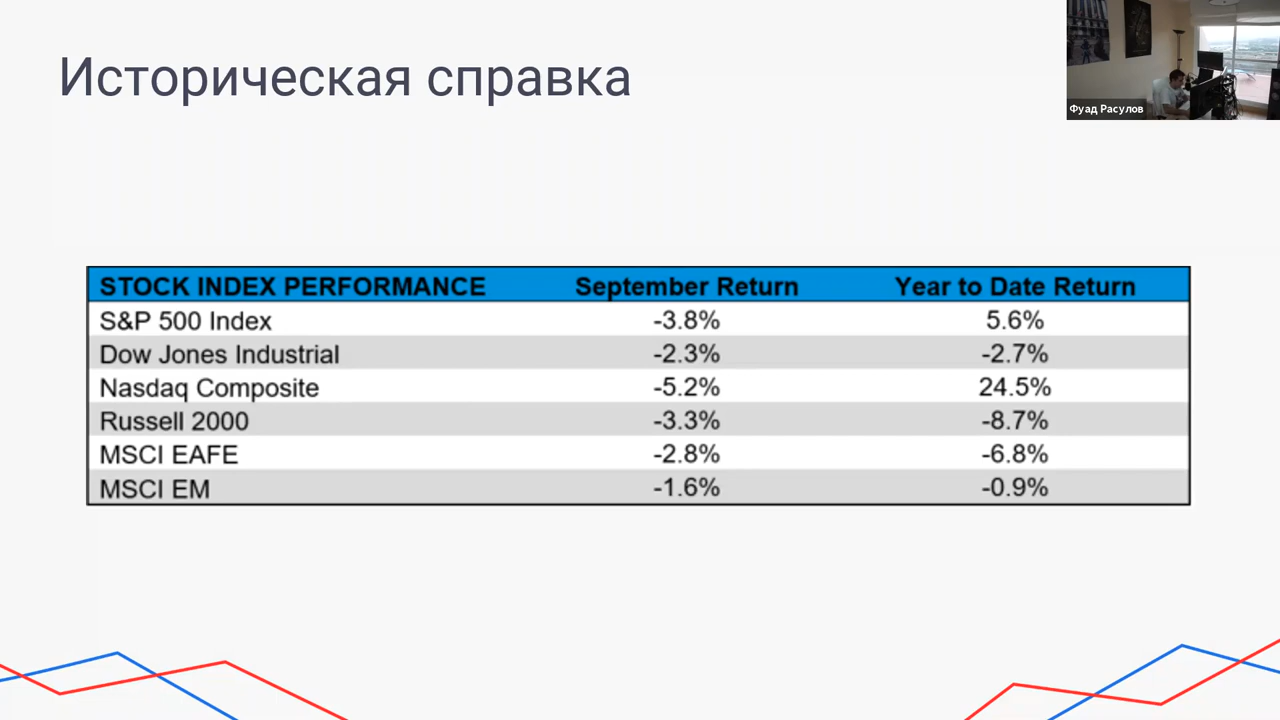 Историческая справка
Фуад Расулов
STOCK INDEX PERFORMANCE September Return Year to Date Return
S&P 500 Index -3.8% 5.6%
Dow Jones Industrial -2.3% -2.7%
Nasdaq Composite -5.2% 24.5%
Russell 2000 -3.3% -8.7%
MSCI EAFE -2.8% -6.8%
MSCI EM -1.6% -0.9%